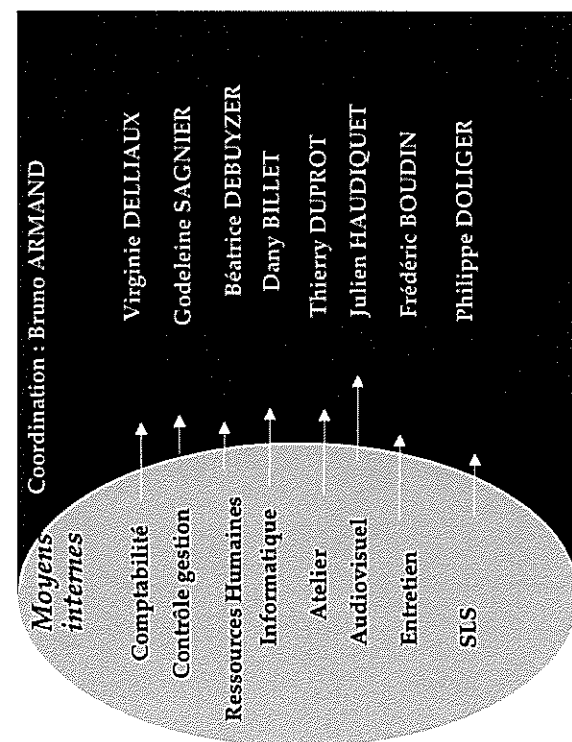 Moyens
internes
Coordination : Bruno ARMAND
Comptabilité Virginie DELLIAUX
Contrôle gestion Godeleine SAGNIER
Ressources Humaines Béatrice DEBUYZER
Informatique Dany BILLET
Atelier Thierry DUPROT
Audiovisuel Julien HAUDIQUET
Entretien Frédéric BOUDIN
SLS Philippe DOLIGER